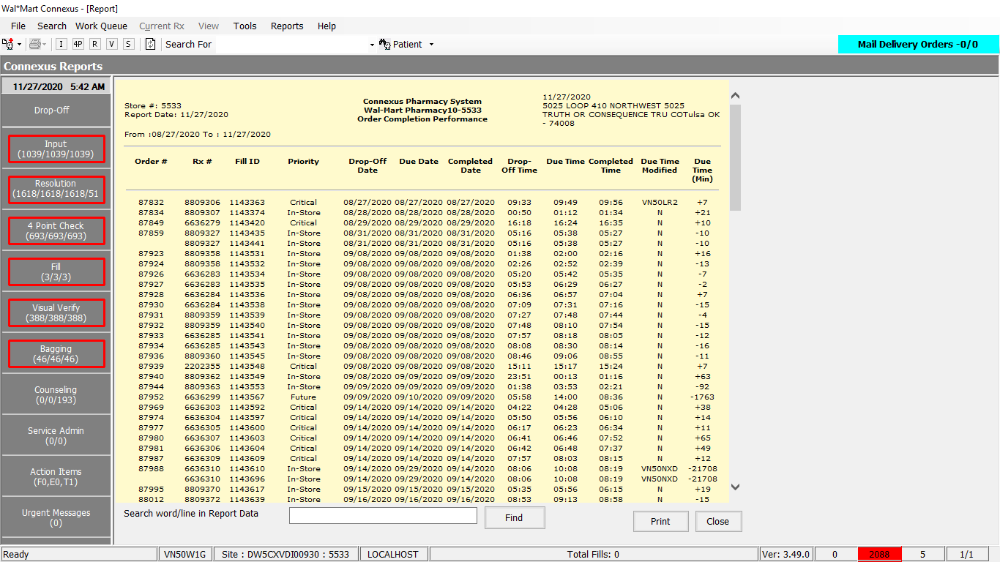 Wal*Mart Connexus - [Report]
File Search Work Queue Current Rx View Tools Reports Help
I 4P R V S Search For Patient
Mail Delivery Orders -0/0
Connexus Reports
11/27/2020 5:42 AM
Drop-Off
Input
(1039/1039/1039)
Resolution
(1618/1618/1618/51
4 Point Check
(693/693/693)
Fill
(3/3/3)
Visual Verify
(388/388/388)
Bagging
(46/46/46)
Counseling
(0/0/193)
Service Admin
(0/0)
Action Items
(F0,E0,T1)
Urgent Messages
(0)
Store #: 5533
Report Date: 11/27/2020
From :08/27/2020 To : 11/27/2020
Connexus Pharmacy System
Wal-Mart Pharmacy10-5533
Order Completion Performance
11/27/2020
5025 LOOP 410 NORTHWEST 5025
TRUTH OR CONSEQUENCE TRU COTulsa OK
- 74008
Order # Rx # Fill ID Priority Drop-Off Date Due Date Completed Date Drop-Off Time Due Time Completed Time Due Time Modified Due Time (Min)
87832 8809306 1143363 Critical 08/27/2020 08/27/2020 08/27/2020 09:33 09:49 09:56 VN50LR2 +7
87834 8809307 1143374 In-Store 08/28/2020 08/28/2020 08/28/2020 00:50 01:12 01:34 N +21
87849 6636279 1143420 Critical 08/29/2020 08/29/2020 08/29/2020 16:18 16:24 16:35 N +10
87859 8809327 1143435 In-Store 08/31/2020 08/31/2020 08/31/2020 05:16 05:38 05:27 N -10
8809327 1143441 In-Store 08/31/2020 08/31/2020 08/31/2020 05:16 05:38 05:27 N -10
87923 8809358 1143531 In-Store 09/08/2020 09/08/2020 09/08/2020 01:38 02:00 02:16 N +16
87924 8809358 1143532 In-Store 09/08/2020 09/08/2020 09/08/2020 02:26 02:52 02:39 N -13
87926 6636283 1143534 In-Store 09/08/2020 09/08/2020 09/08/2020 05:20 05:42 05:35 N -7
87927 6636283 1143535 In-Store 09/08/2020 09/08/2020 09/08/2020 05:53 06:29 06:27 N -2
87928 6636284 1143536 In-Store 09/08/2020 09/08/2020 09/08/2020 06:36 06:57 07:04 N +7
87930 6636284 1143538 In-Store 09/08/2020 09/08/2020 09/08/2020 07:09 07:31 07:16 N -15
87931 8809359 1143539 In-Store 09/08/2020 09/08/2020 09/08/2020 07:27 07:48 07:44 N -4
87932 8809359 1143540 In-Store 09/08/2020 09/08/2020 09/08/2020 07:48 08:10 07:54 N -15
87933 6636285 1143541 In-Store 09/08/2020 09/08/2020 09/08/2020 07:57 08:18 08:05 N -12
87934 6636285 1143543 In-Store 09/08/2020 09/08/2020 09/08/2020 08:08 08:30 08:14 N -16
87936 8809360 1143545 In-Store 09/08/2020 09/08/2020 09/08/2020 08:46 09:06 08:55 N -11
87939 2202355 1143548 Critical 09/08/2020 09/08/2020 09/08/2020 15:11 15:17 15:24 N +7
87940 8809362 1143549 In-Store 09/08/2020 09/09/2020 09/09/2020 23:51 00:13 01:16 N +63
87944 8809363 1143553 In-Store 09/09/2020 09/09/2020 09/09/2020 01:38 03:53 02:21 N -92
87952 6636299 1143567 Future 09/09/2020 09/10/2020 09/09/2020 05:58 14:00 08:36 N -1763
87969 6636303 1143592 Critical 09/14/2020 09/14/2020 09/14/2020 04:22 04:28 05:06 N +38
87974 6636304 1143597 Critical 09/14/2020 09/14/2020 09/14/2020 05:50 05:56 06:10 N +14
87977 6636305 1143600 Critical 09/14/2020 09/14/2020 09/14/2020 06:17 06:23 06:34 N +11
87980 6636307 1143603 Critical 09/14/2020 09/14/2020 09/14/2020 06:41 06:46 07:52 N +65
87981 6636306 1143604 Critical 09/14/2020 09/14/2020 09/14/2020 06:42 06:48 07:37 N +49
87987 6636309 1143609 Critical 09/14/2020 09/14/2020 09/14/2020 07:57 08:03 08:15 N +12
87988 6636310 1143610 In-Store 09/14/2020 09/29/2020 09/14/2020 08:06 10:08 08:19 VN50NXD -21708
6636310 1143696 In-Store 09/14/2020 09/29/2020 09/14/2020 08:06 10:08 08:19 VN50NXD -21708
87995 8809370 1143617 In-Store 09/15/2020 09/15/2020 09/15/2020 05:35 05:56 06:15 N +19
88012 8809372 1143639 In-Store 09/16/2020 09/16/2020 09/16/2020 08:53 09:13 08:58 N -15
Search word/line in Report Data Find Print Close
Ready VN50W1G Site : DW5CXVDI00930 : 5533 LOCALHOST Total Fills: 0 Ver: 3.49.0 0 2088 5 1/1